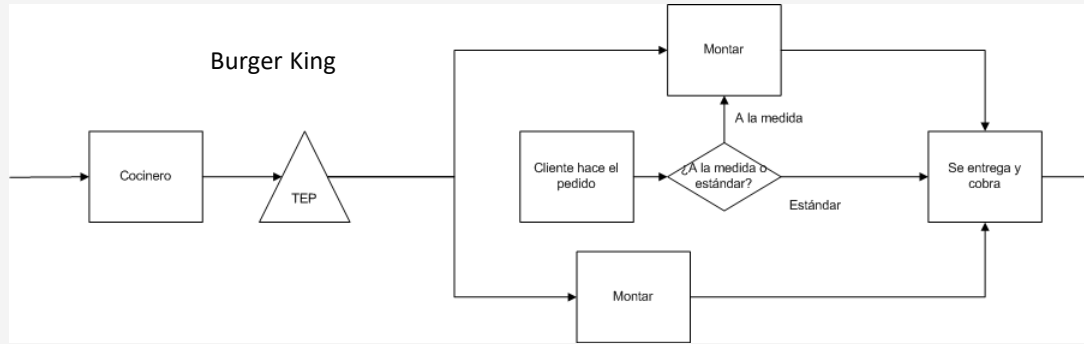 Burger King
Montar
Cocinero
TEP
Cliente hace el
pedido
A la medida
¿A la medida o
estándar?
Estándar
Se entrega y
cobra
Montar